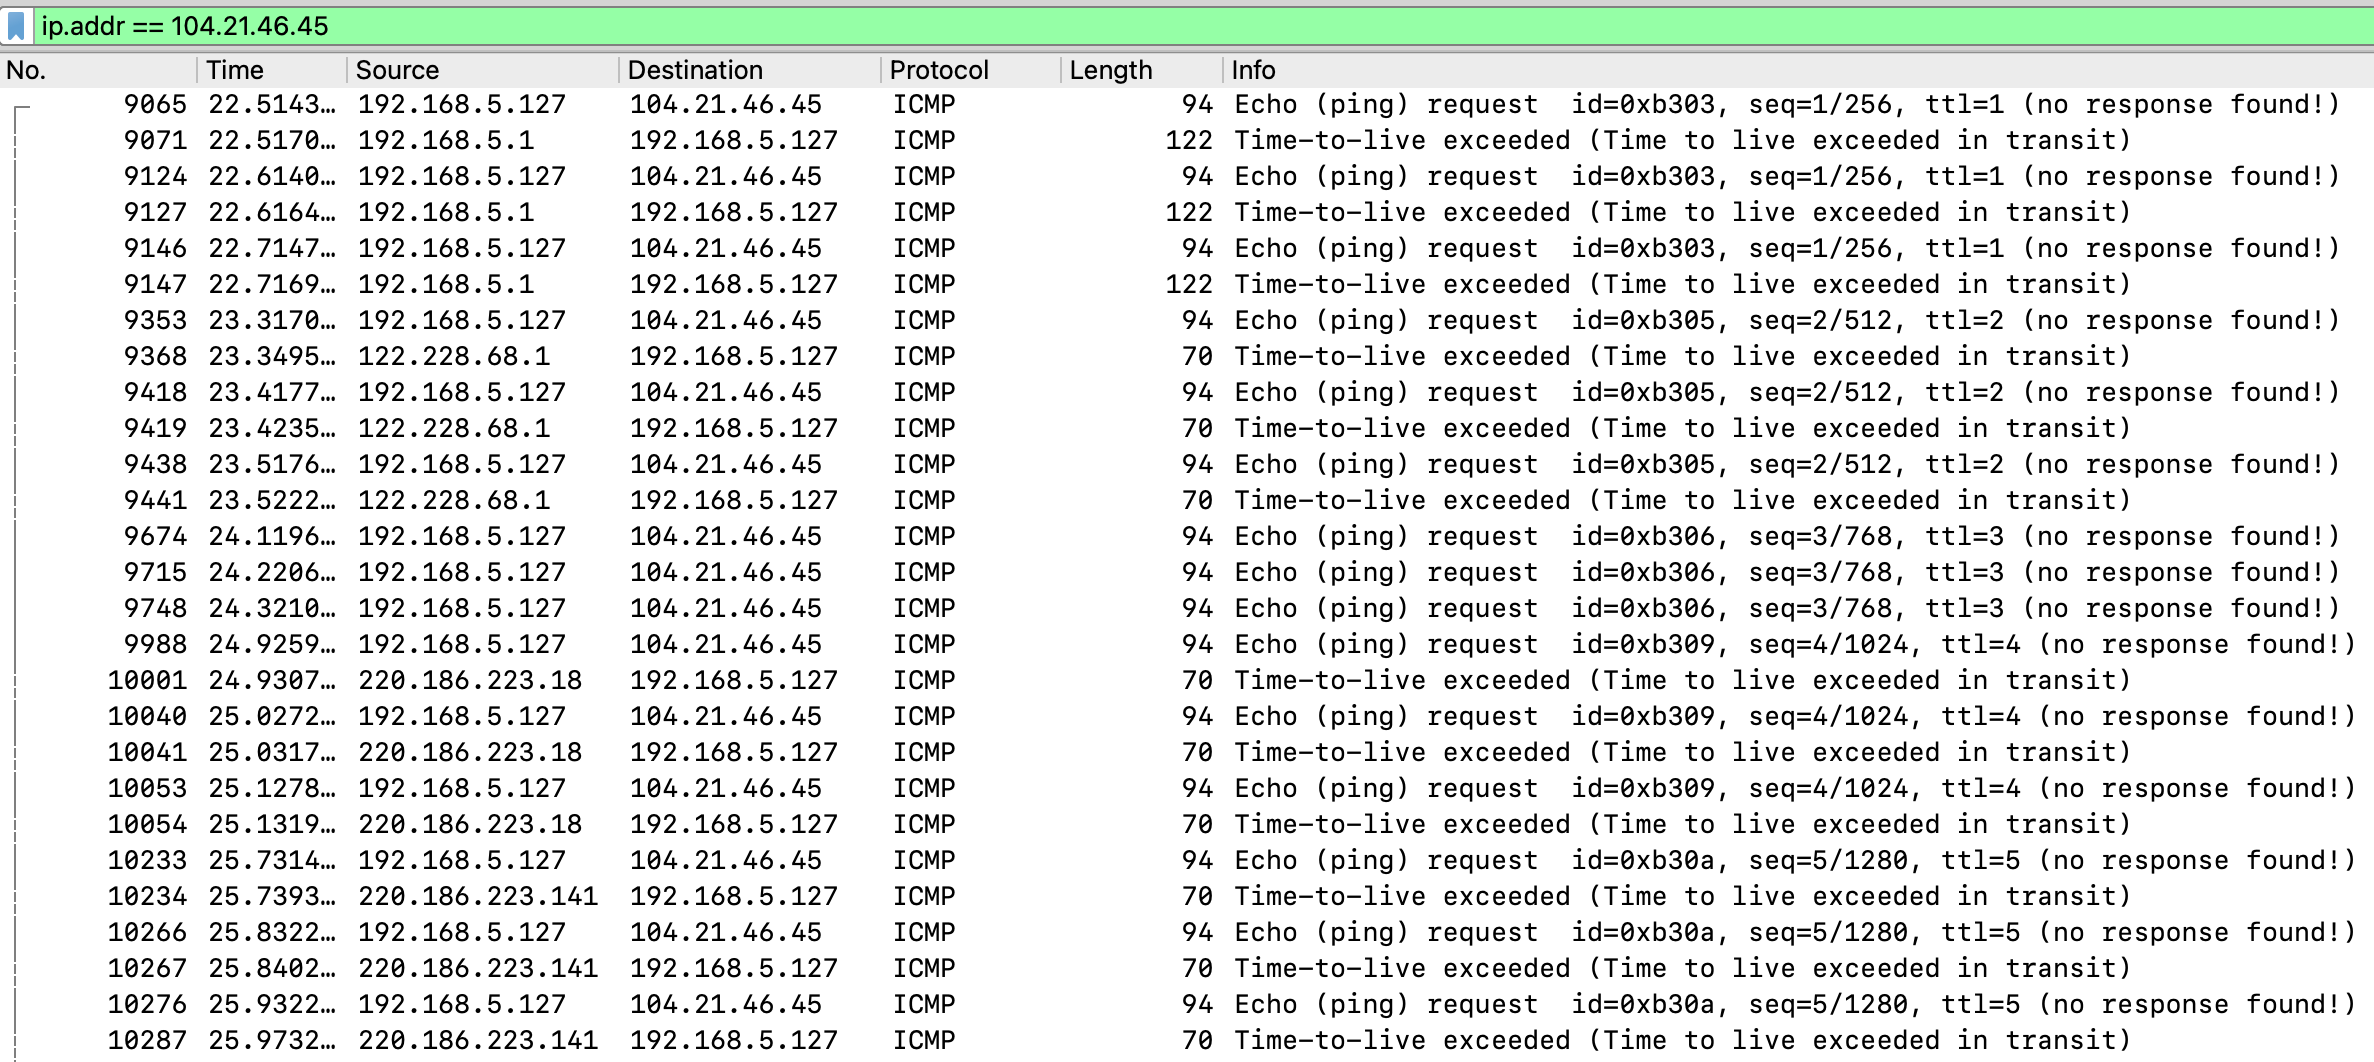 ip.addr == 104.21.46.45
No. Time Source Destination Protocol Length Info
9065 22.5143… 192.168.5.127 104.21.46.45 ICMP 94 Echo (ping) request id=0xb303, seq=1/256, ttl=1 (no response found!)
9071 22.5170… 192.168.5.1 192.168.5.127 ICMP 122 Time-to-live exceeded (Time to live exceeded in transit)
9124 22.6140… 192.168.5.127 104.21.46.45 ICMP 94 Echo (ping) request id=0xb303, seq=1/256, ttl=1 (no response found!)
9127 22.6164… 192.168.5.1 192.168.5.127 ICMP 122 Time-to-live exceeded (Time to live exceeded in transit)
9146 22.7147… 192.168.5.127 104.21.46.45 ICMP 94 Echo (ping) request id=0xb303, seq=1/256, ttl=1 (no response found!)
9147 22.7169… 192.168.5.1 192.168.5.127 ICMP 122 Time-to-live exceeded (Time to live exceeded in transit)
9353 23.3170… 192.168.5.127 104.21.46.45 ICMP 94 Echo (ping) request id=0xb305, seq=2/512, ttl=2 (no response found!)
9368 23.3495… 122.228.68.1 192.168.5.127 ICMP 70 Time-to-live exceeded (Time to live exceeded in transit)
9418 23.4177… 192.168.5.127 104.21.46.45 ICMP 94 Echo (ping) request id=0xb305, seq=2/512, ttl=2 (no response found!)
9419 23.4235… 122.228.68.1 192.168.5.127 ICMP 70 Time-to-live exceeded (Time to live exceeded in transit)
9438 23.5176… 192.168.5.127 104.21.46.45 ICMP 94 Echo (ping) request id=0xb305, seq=2/512, ttl=2 (no response found!)
9441 23.5222… 122.228.68.1 192.168.5.127 ICMP 70 Time-to-live exceeded (Time to live exceeded in transit)
9674 24.1196… 192.168.5.127 104.21.46.45 ICMP 94 Echo (ping) request id=0xb306, seq=3/768, ttl=3 (no response found!)
9715 24.2206… 192.168.5.127 104.21.46.45 ICMP 94 Echo (ping) request id=0xb306, seq=3/768, ttl=3 (no response found!)
9748 24.3210… 192.168.5.127 104.21.46.45 ICMP 94 Echo (ping) request id=0xb306, seq=3/768, ttl=3 (no response found!)
9988 24.9259… 192.168.5.127 104.21.46.45 ICMP 94 Echo (ping) request id=0xb309, seq=4/1024, ttl=4 (no response found!)
10001 24.9307… 220.186.223.18 192.168.5.127 ICMP 70 Time-to-live exceeded (Time to live exceeded in transit)
10040 25.0272… 192.168.5.127 104.21.46.45 ICMP 94 Echo (ping) request id=0xb309, seq=4/1024, ttl=4 (no response found!)
10041 25.0317… 220.186.223.18 192.168.5.127 ICMP 70 Time-to-live exceeded (Time to live exceeded in transit)
10053 25.1278… 192.168.5.127 104.21.46.45 ICMP 94 Echo (ping) request id=0xb309, seq=4/1024, ttl=4 (no response found!)
10054 25.1319… 220.186.223.18 192.168.5.127 ICMP 70 Time-to-live exceeded (Time to live exceeded in transit)
10233 25.7314… 192.168.5.127 104.21.46.45 ICMP 94 Echo (ping) request id=0xb30a, seq=5/1280, ttl=5 (no response found!)
10234 25.7393… 220.186.223.141 192.168.5.127 ICMP 70 Time-to-live exceeded (Time to live exceeded in transit)
10266 25.8322… 192.168.5.127 104.21.46.45 ICMP 94 Echo (ping) request id=0xb30a, seq=5/1280, ttl=5 (no response found!)
10267 25.8402… 220.186.223.141 192.168.5.127 ICMP 70 Time-to-live exceeded (Time to live exceeded in transit)
10276 25.9322… 192.168.5.127 104.21.46.45 ICMP 94 Echo (ping) request id=0xb30a, seq=5/1280, ttl=5 (no response found!)
10287 25.9732… 220.186.223.141 192.168.5.127 ICMP 70 Time-to-live exceeded (Time to live exceeded in transit)